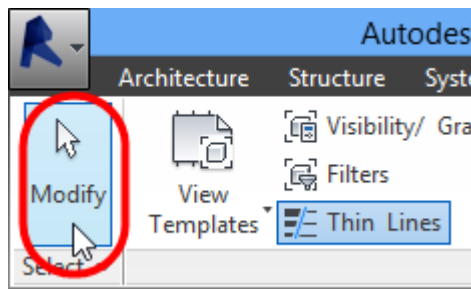 Autodes
Architecture Structure Syst
Modify
View Templates
Visibility/ Gra
Filters
Thin Lines
Select